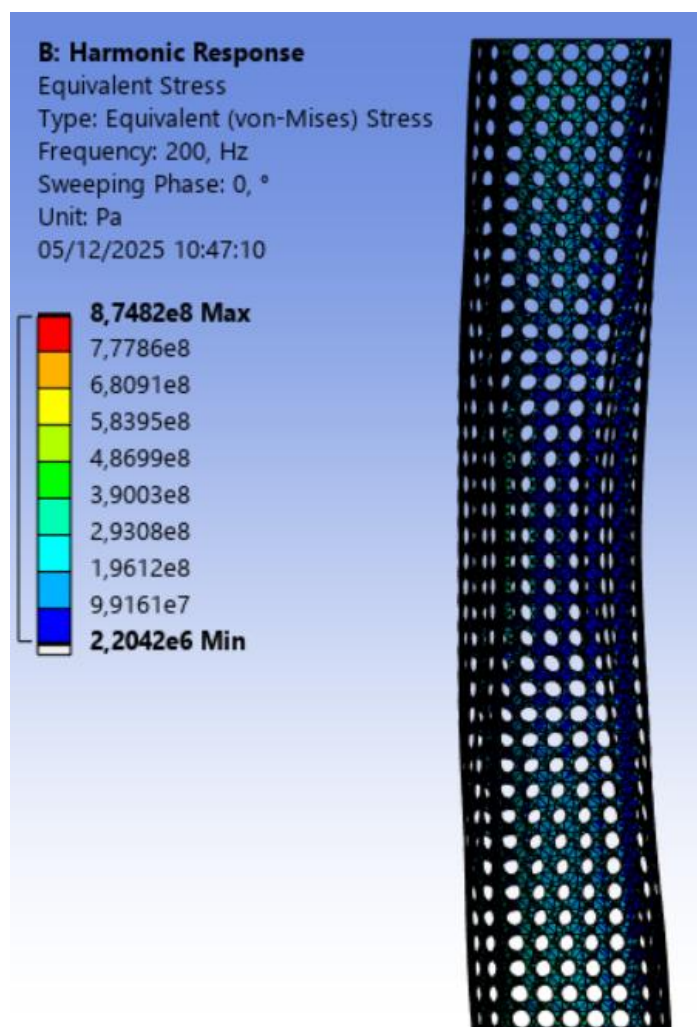 B: Harmonic Response
Equivalent Stress
Type: Equivalent (von-Mises) Stress
Frequency: 200, Hz
Sweeping Phase: 0, °
Unit: Pa
05/12/2025 10:47:10
8,7482e8 Max
7,7786e8
6,8091e8
5,8395e8
4,8699e8
3,9003e8
2,9308e8
1,9612e8
9,9161e7
2,2042e6 Min